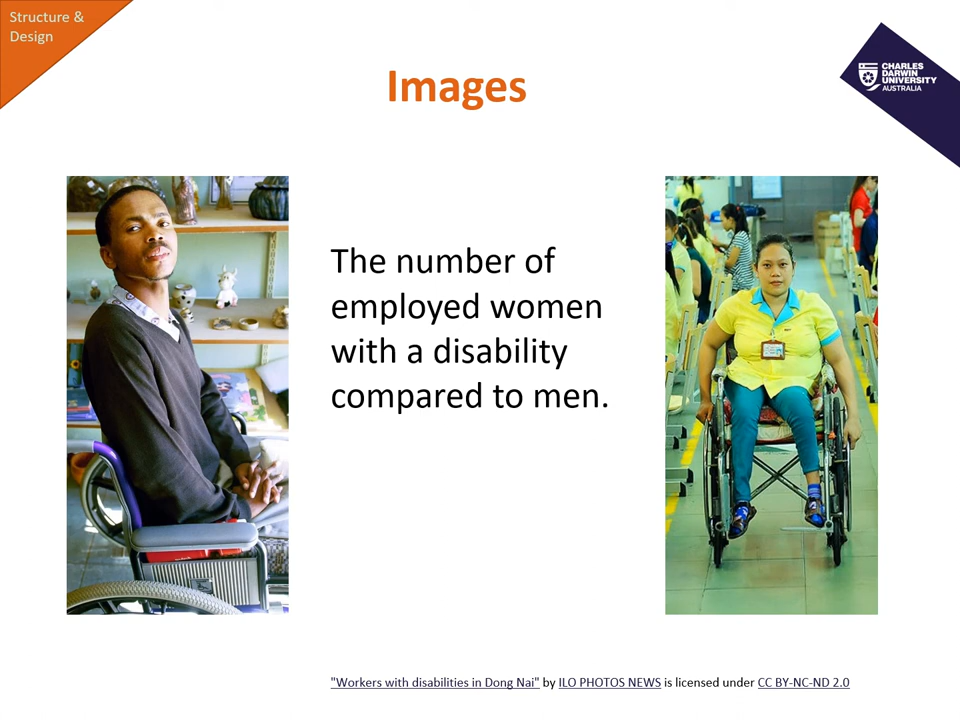 Structure &
Design
Images
CHARLES
DARWIN
UNIVERSITY
AUSTRALIA
The number of
employed women
with a disability
compared to men.
"Workers with disabilities in Dong Nai" by ILO PHOTOS NEWS is licensed under CC BY-NC-ND 2.0